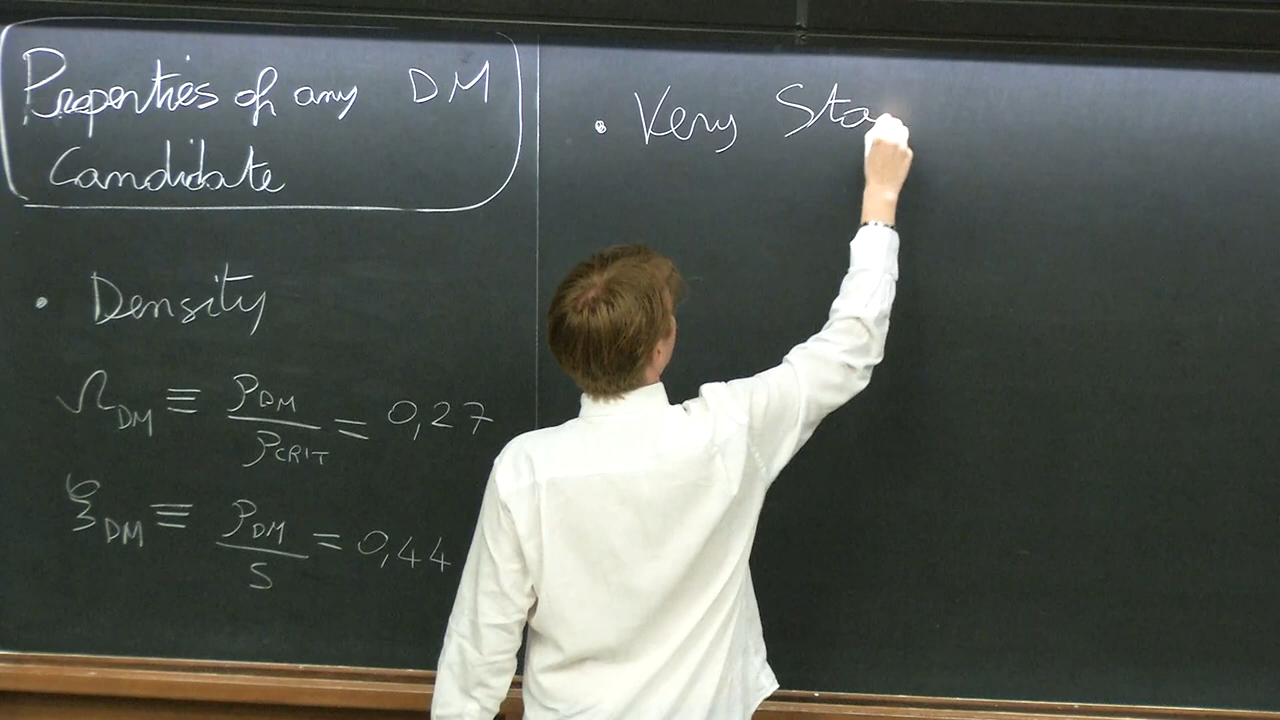 Properties of any DM
Candidate
• Density
Ω_DM ≡ ρ_DM / ρ_CRIT = 0,27
ξ_DM ≡ ρ_DM / s = 0,44
• Very Sta